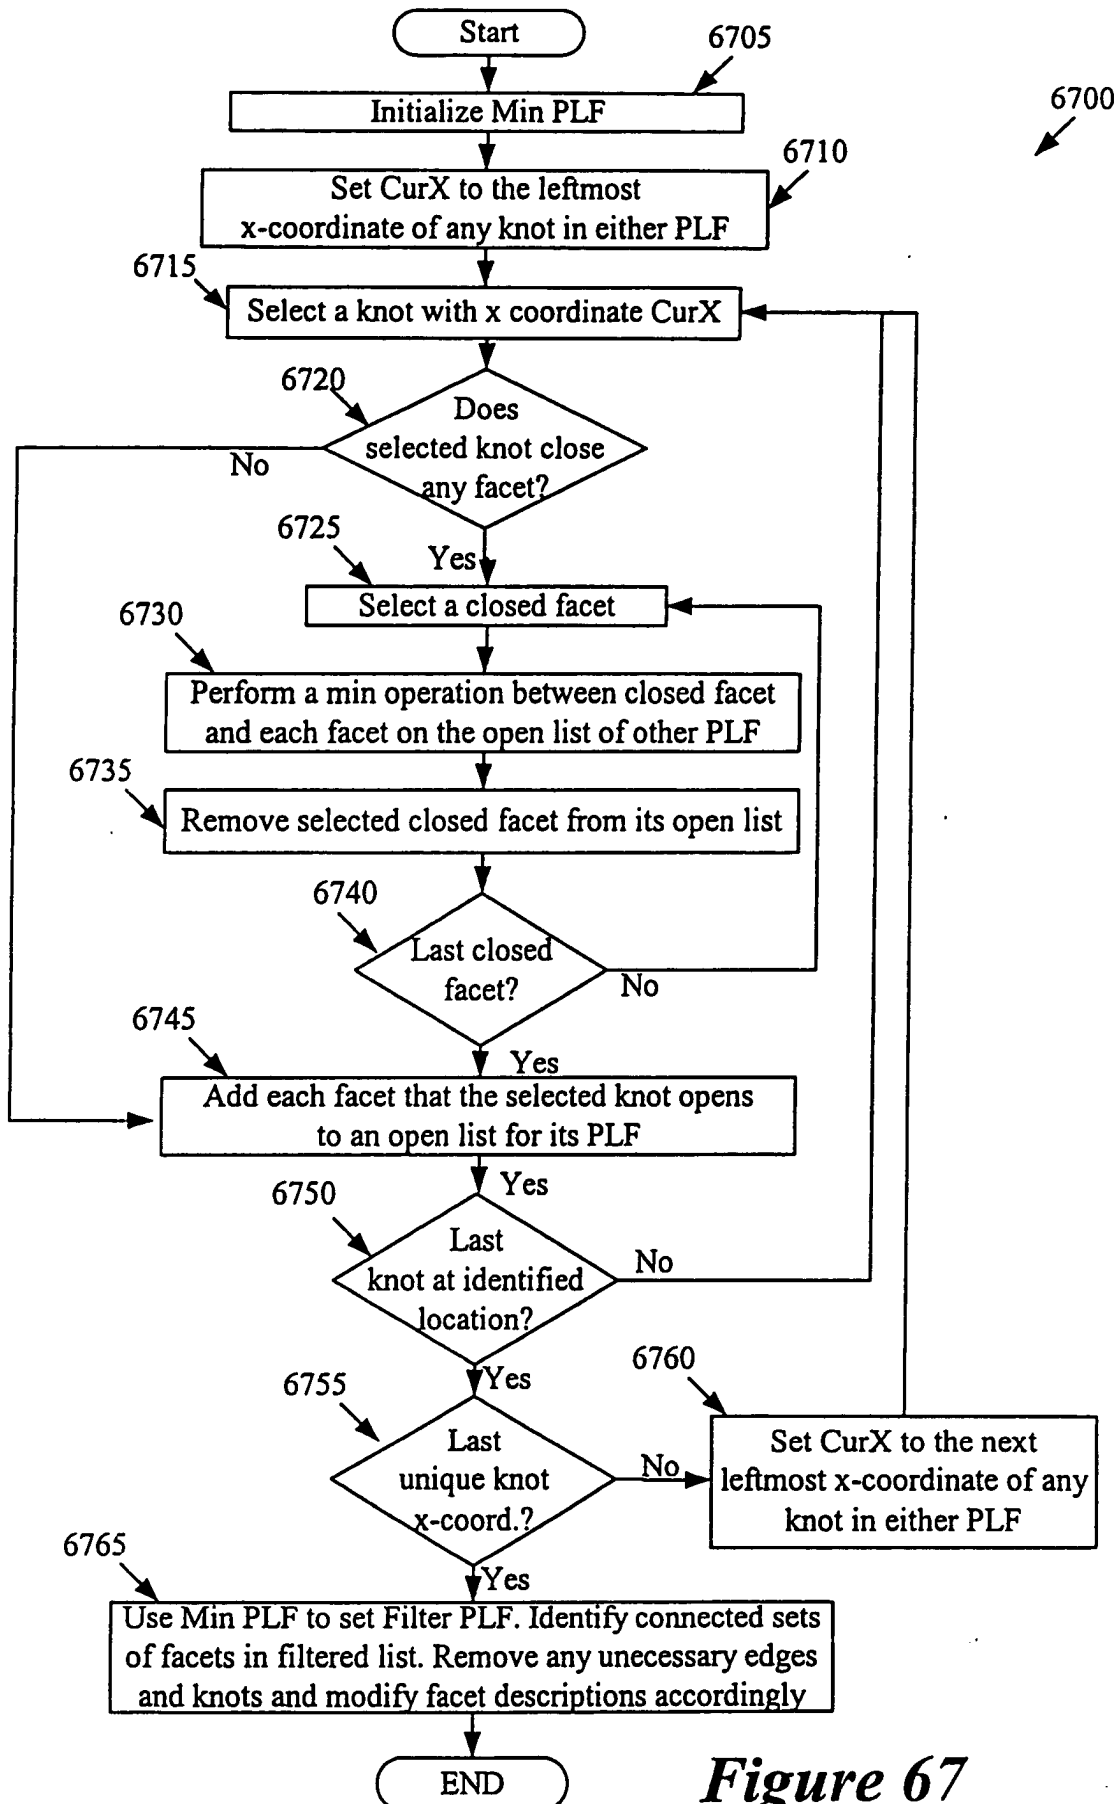 Start
6705
Initialize Min PLF
6700
6710
Set CurX to the leftmost
x-coordinate of any knot in either PLF
6715
Select a knot with x coordinate CurX
6720
Does
selected knot close
any facet?
No
6725
Yes
Select a closed facet
6730
Perform a min operation between closed facet
and each facet on the open list of other PLF
6735
Remove selected closed facet from its open list
6740
Last closed
facet?
No
6745
Yes
Add each facet that the selected knot opens
to an open list for its PLF
Yes
6750
Last
knot at identified
location?
No
Yes
6755
6760
Last
unique knot
x-coord.?
No
Set CurX to the next
leftmost x-coordinate of any
knot in either PLF
6765
Yes
Use Min PLF to set Filter PLF. Identify connected sets
of facets in filtered list. Remove any unecessary edges
and knots and modify facet descriptions accordingly
END
Figure 67